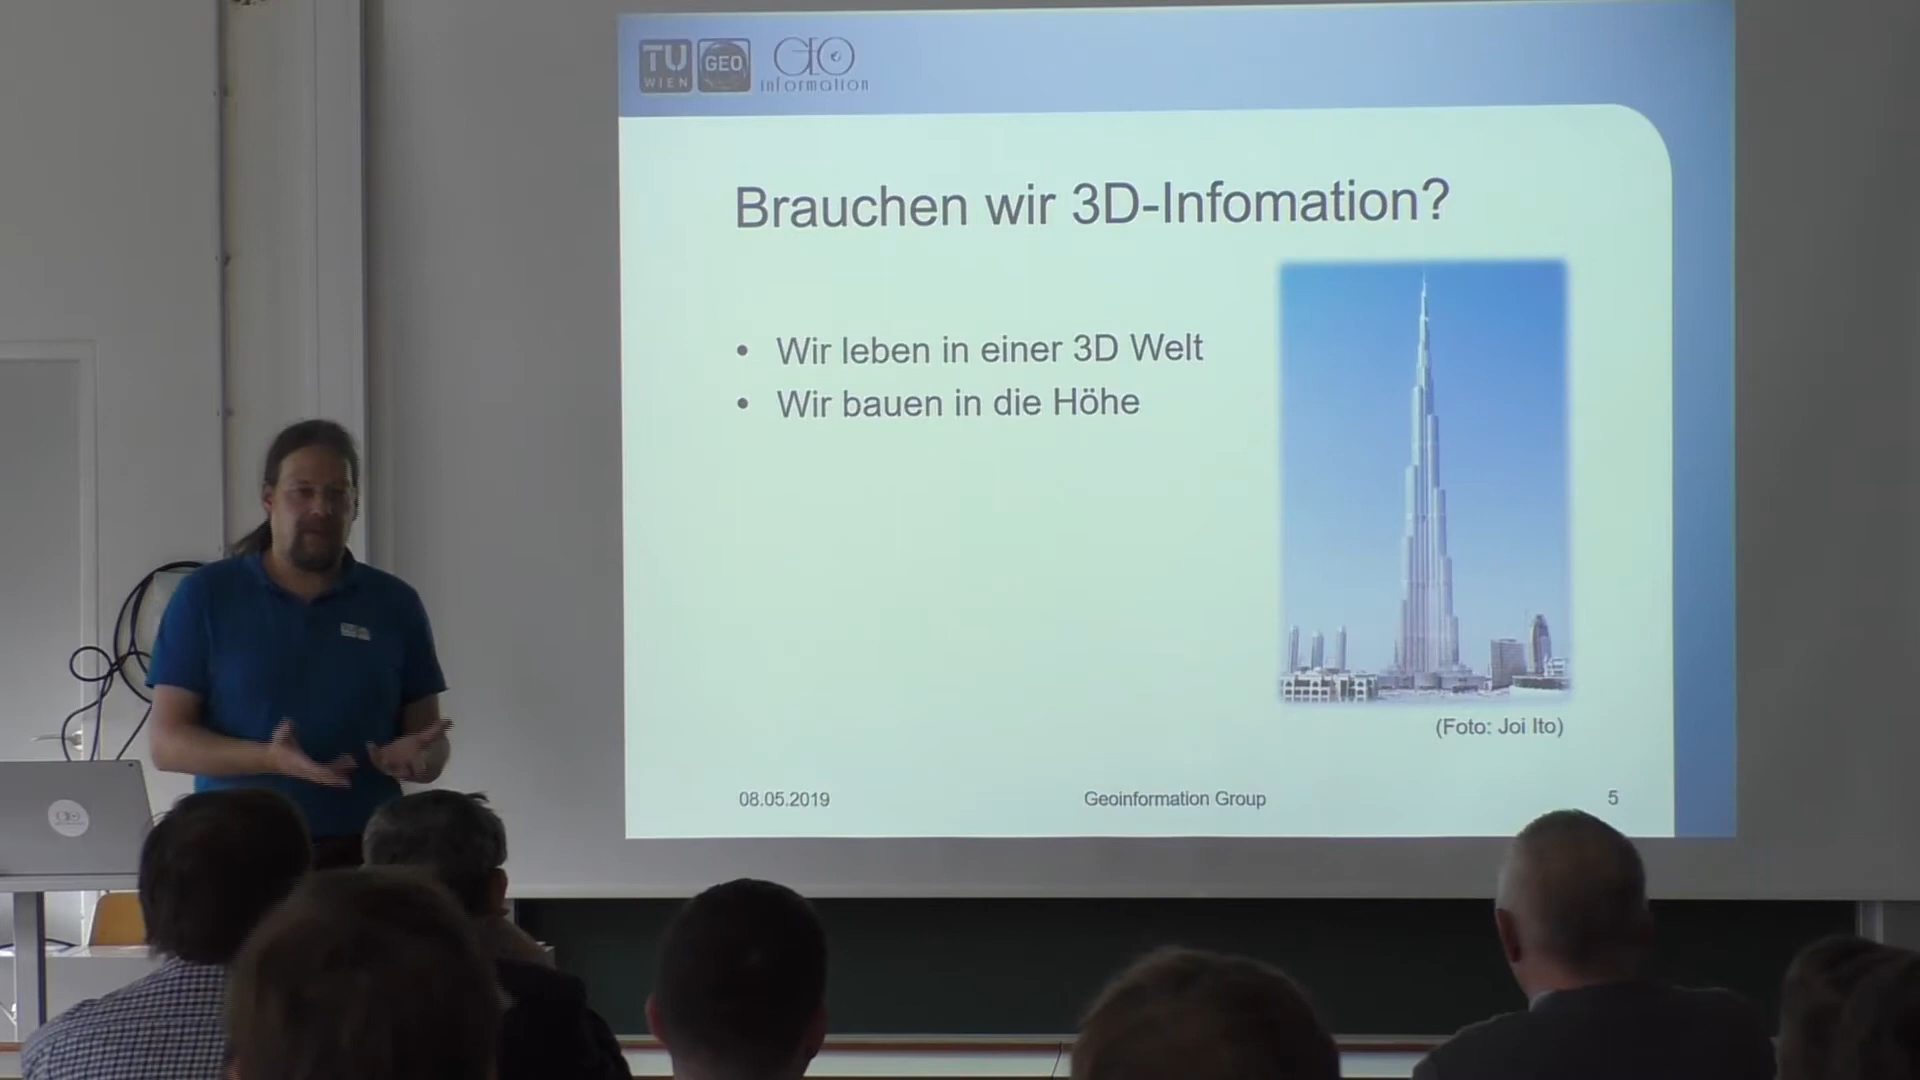 TU
WIEN
GEO
GEO
information
Brauchen wir 3D-Infomation?
• Wir leben in einer 3D Welt
• Wir bauen in die Höhe
(Foto: Joi Ito)
08.05.2019
Geoinformation Group
5